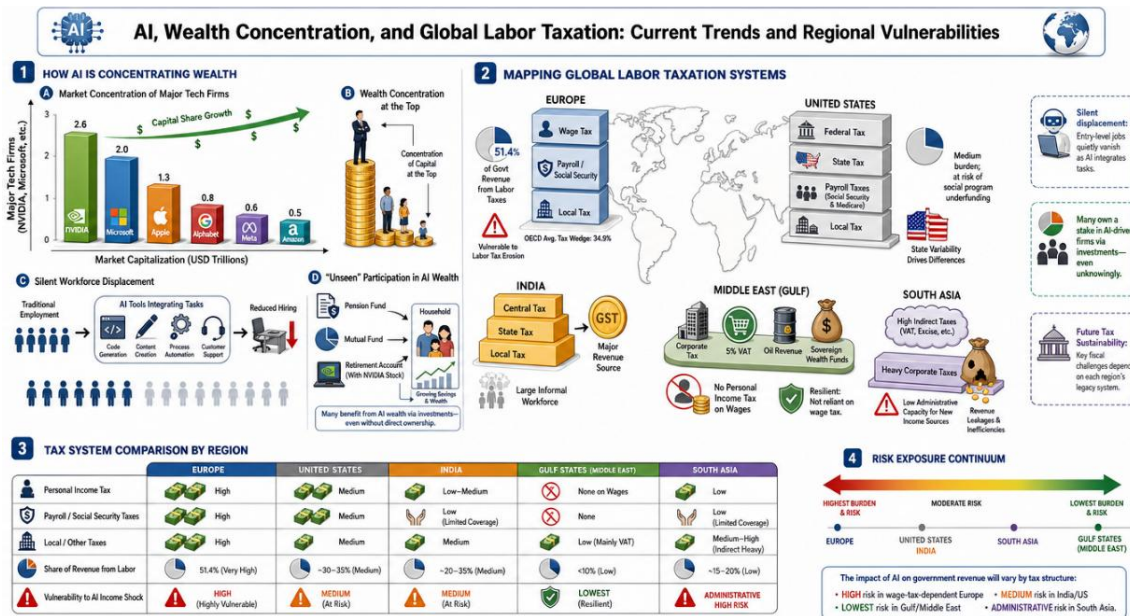 AI
AI, Wealth Concentration, and Global Labor Taxation: Current Trends and Regional Vulnerabilities
1 HOW AI IS CONCENTRATING WEALTH
A Market Concentration of Major Tech Firms
Major Tech Firms
(NVIDIA, Microsoft, etc.)
3
2
1
0
Capital Share Growth
$ $ $ $ $
2.6
2.0
1.3
0.8
0.6
0.5
NVIDIA
Microsoft
Apple
Alphabet
Meta
Amazon
Market Capitalization (USD Trillions)
B Wealth Concentration
at the Top
Concentration
of Capital
at the Top
C Silent Workforce Displacement
Traditional
Employment
AI Tools Integrating Tasks
Code
Generation
Content
Creation
Process
Automation
Customer
Support
Reduced Hiring
D "Unseen" Participation in AI Wealth
Pension Fund
Mutual Fund
Retirement Account
(With NVIDIA Stock)
Household
Growing Savings
& Wealth
Many benefit from AI wealth via investments—
even without direct ownership.
2 MAPPING GLOBAL LABOR TAXATION SYSTEMS
EUROPE
51.4%
of Govt
Revenue
from Labor
Taxes
Vulnerable to
Labor Tax Erosion
Wage Tax
Payroll /
Social Security
Local Tax
OECD Avg. Tax Wedge: 34.9%
UNITED STATES
Federal Tax
State Tax
Payroll Taxes
(Social Security &
Medicare)
Local Tax
Medium
burden;
at risk of
social program
underfunding
State Variability
Drives Differences
INDIA
Central Tax
State Tax
Local Tax
GST
Major
Revenue
Source
Large Informal
Workforce
MIDDLE EAST (GULF)
Corporate
Tax
5% VAT
Oil Revenue
$
Sovereign
Wealth Funds
No Personal
Income Tax
on Wages
Resilient:
Not reliant on
wage tax.
SOUTH ASIA
High Indirect Taxes
(VAT, Excise, etc.)
Heavy Corporate Taxes
Low Administrative
Capacity for New
Income Sources
Revenue
Leakages &
Inefficiencies
Silent
displacement:
Entry-level jobs
quietly vanish
as AI integrates
tasks.
Many own a
stake in AI-driven
firms via
investments—
even
unknowingly.
Future Tax
Sustainability:
Key fiscal
challenges depend
on each region's
legacy system.
3 TAX SYSTEM COMPARISON BY REGION
EUROPE UNITED STATES INDIA GULF STATES (MIDDLE EAST) SOUTH ASIA
Personal Income Tax High Medium Low–Medium None on Wages Low
Payroll / Social Security Taxes High Medium Low (Limited Coverage) None Low (Limited Coverage)
Local / Other Taxes High Medium Medium Low (Mainly VAT) Medium–High (Indirect Heavy)
Share of Revenue from Labor 51.4% (Very High) ~30–35% (Medium) ~20–35% (Medium) <10% (Low) ~15–20% (Low)
Vulnerability to AI Income Shock HIGH (Highly Vulnerable) MEDIUM (At Risk) MEDIUM (At Risk) LOWEST (Resilient) ADMINISTRATIVE HIGH RISK
4 RISK EXPOSURE CONTINUUM
HIGHEST BURDEN
& RISK
MODERATE RISK
LOWEST BURDEN
& RISK
EUROPE
UNITED STATES
INDIA
SOUTH ASIA
GULF STATES
(MIDDLE EAST)
The impact of AI on government revenue will vary by tax structure:
• HIGH risk in wage-tax-dependent Europe • MEDIUM risk in India/US
• LOWEST risk in Gulf/Middle East • ADMINISTRATIVE risk in South Asia.